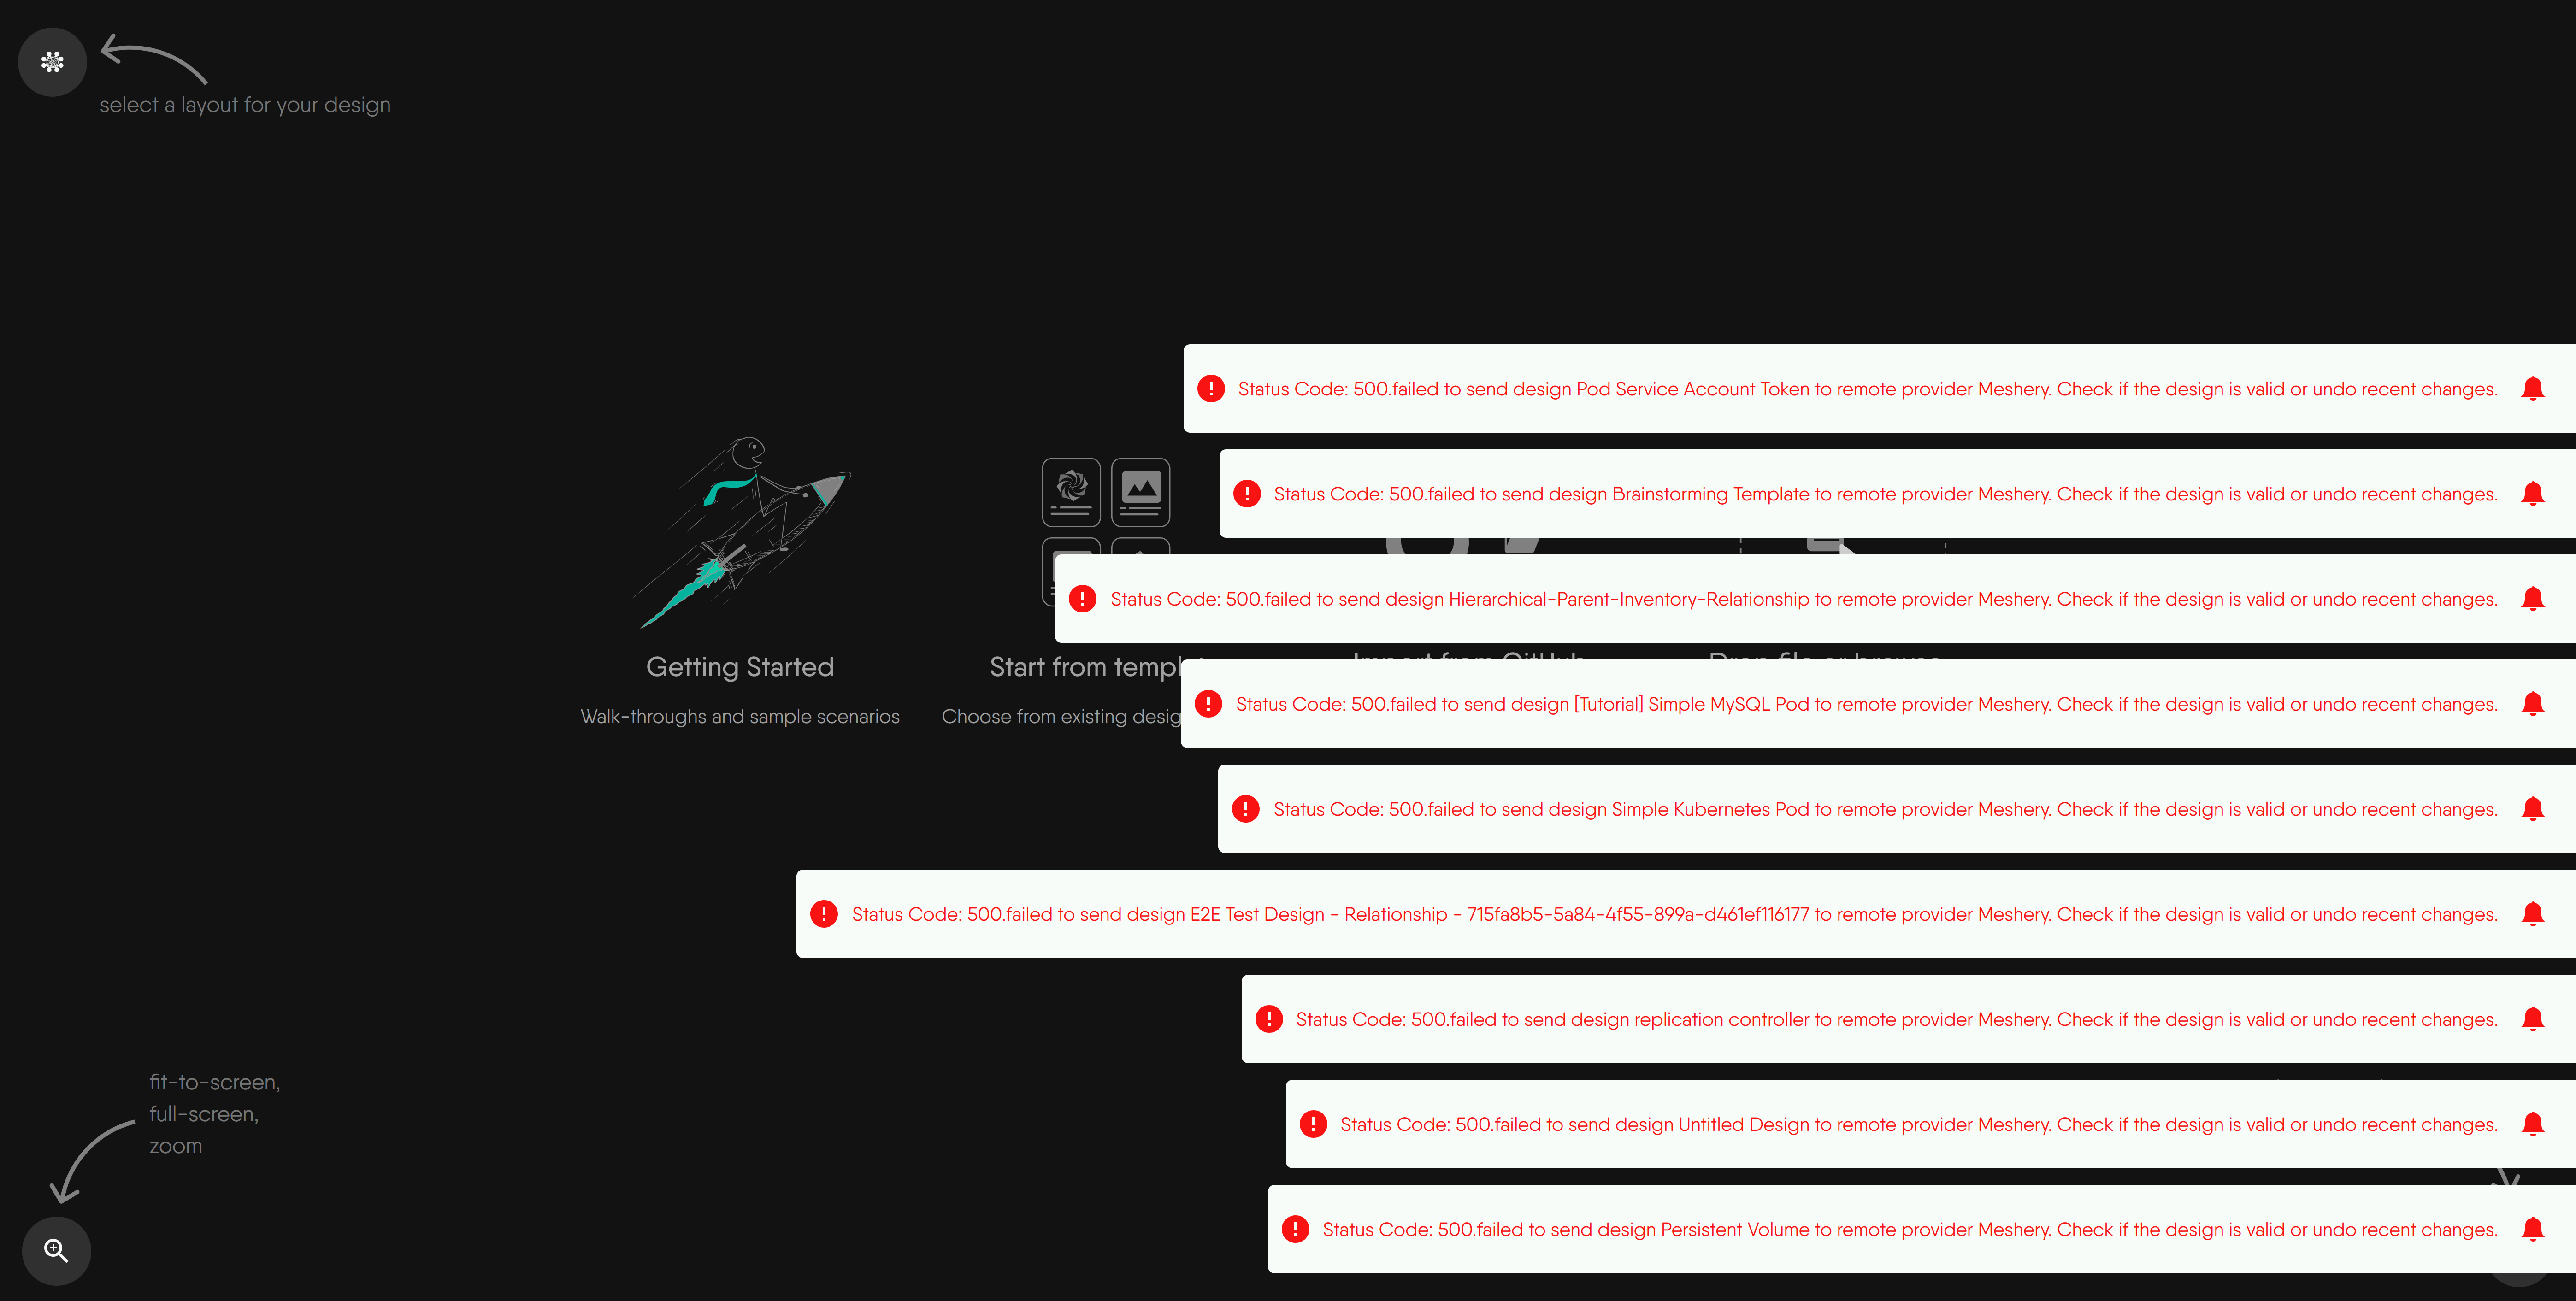 select a layout for your design
Status Code: 500.failed to send design Pod Service Account Token to remote provider Meshery. Check if the design is valid or undo recent changes.
Status Code: 500.failed to send design Brainstorming Template to remote provider Meshery. Check if the design is valid or undo recent changes.
Status Code: 500.failed to send design Hierarchical-Parent-Inventory-Relationship to remote provider Meshery. Check if the design is valid or undo recent changes.
Getting Started
Start from templ
Walk-throughs and sample scenarios
Choose from existing desig
Status Code: 500.failed to send design [Tutorial] Simple MySQL Pod to remote provider Meshery. Check if the design is valid or undo recent changes.
Status Code: 500.failed to send design Simple Kubernetes Pod to remote provider Meshery. Check if the design is valid or undo recent changes.
Status Code: 500.failed to send design E2E Test Design - Relationship - 715fa8b5-5a84-4f55-899a-d461ef116177 to remote provider Meshery. Check if the design is valid or undo recent changes.
Status Code: 500.failed to send design replication controller to remote provider Meshery. Check if the design is valid or undo recent changes.
Status Code: 500.failed to send design Untitled Design to remote provider Meshery. Check if the design is valid or undo recent changes.
Status Code: 500.failed to send design Persistent Volume to remote provider Meshery. Check if the design is valid or undo recent changes.
fit-to-screen,
full-screen,
zoom